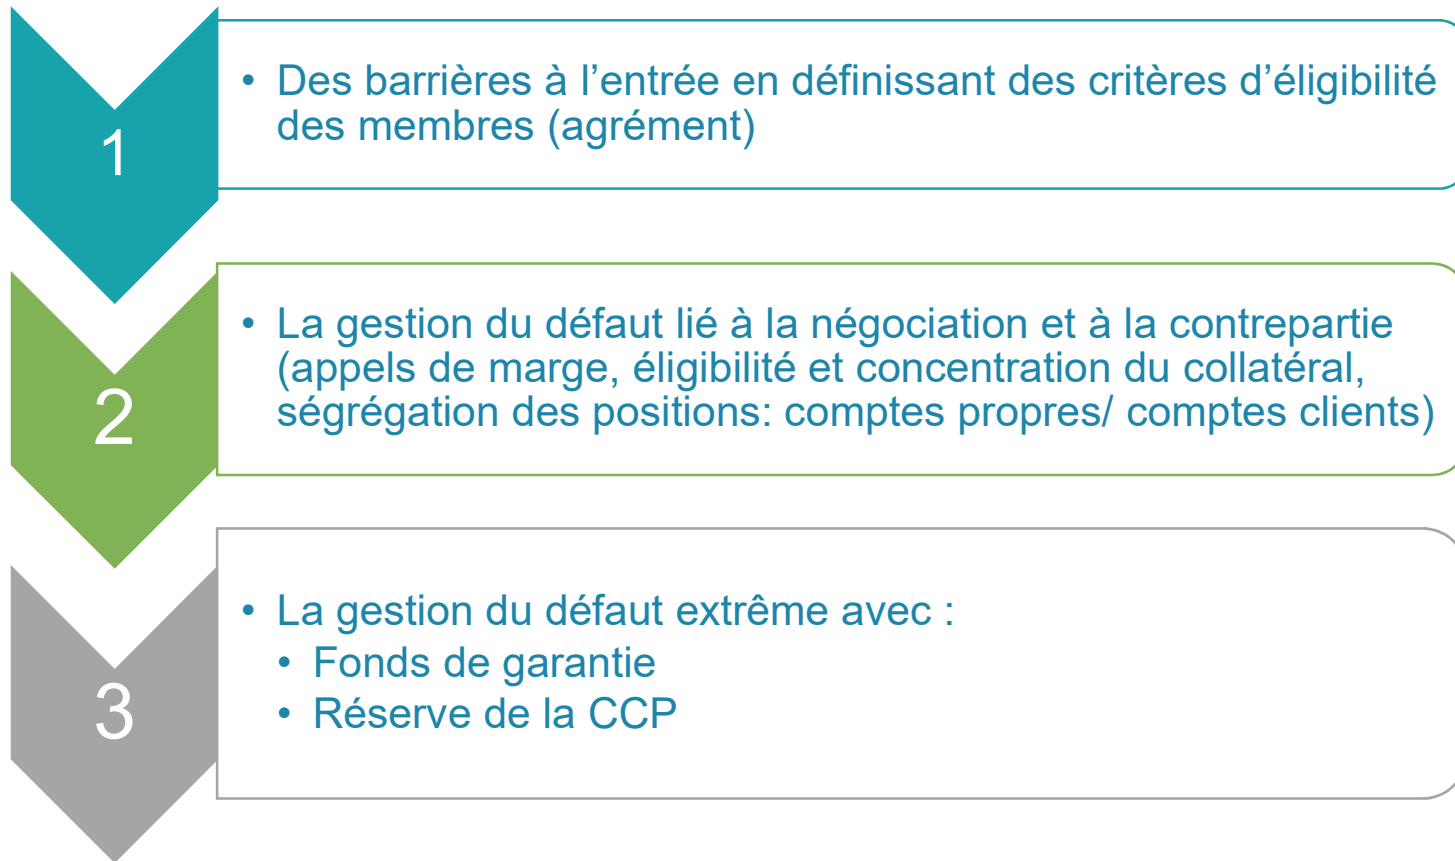 1
• Des barrières à l’entrée en définissant des critères d’éligibilité
des membres (agrément)
2
• La gestion du défaut lié à la négociation et à la contrepartie
(appels de marge, éligibilité et concentration du collatéral,
ségrégation des positions: comptes propres/ comptes clients)
3
• La gestion du défaut extrême avec :
• Fonds de garantie
• Réserve de la CCP